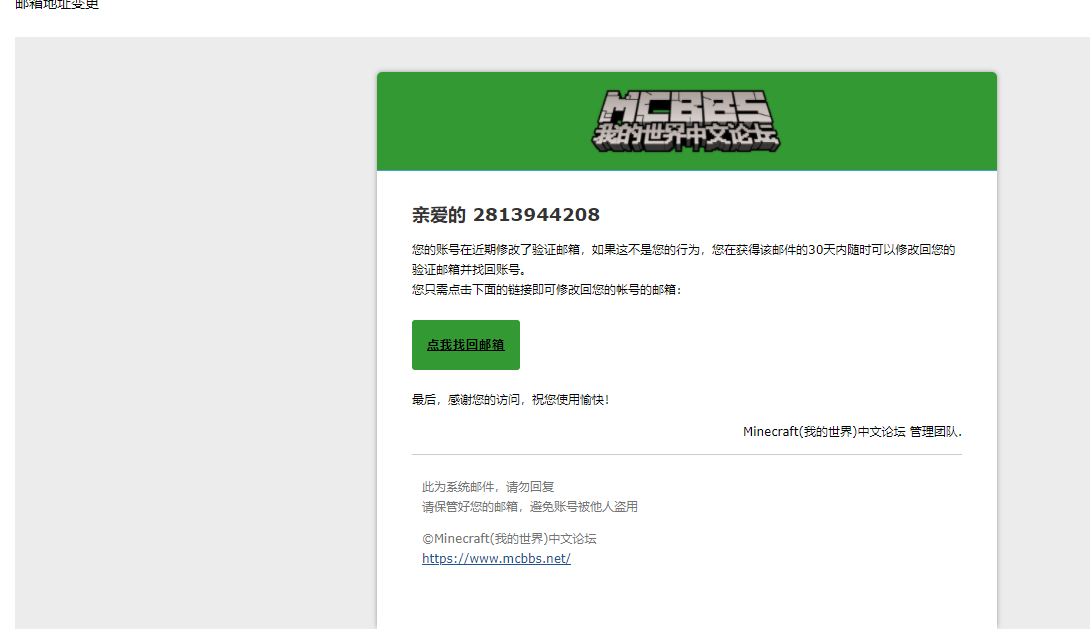 邮箱地址变更
MCBBS
我的世界中文论坛
亲爱的 2813944208
您的账号在近期修改了验证邮箱，如果这不是您的行为，您在获得该邮件的30天内随时可以修改回您的
验证邮箱并找回账号。
您只需点击下面的链接即可修改回您的帐号的邮箱：
点我找回邮箱
最后，感谢您的访问，祝您使用愉快！
Minecraft(我的世界)中文论坛 管理团队.
此为系统邮件，请勿回复
请保管好您的邮箱，避免账号被他人盗用
©Minecraft(我的世界)中文论坛
https://www.mcbbs.net/